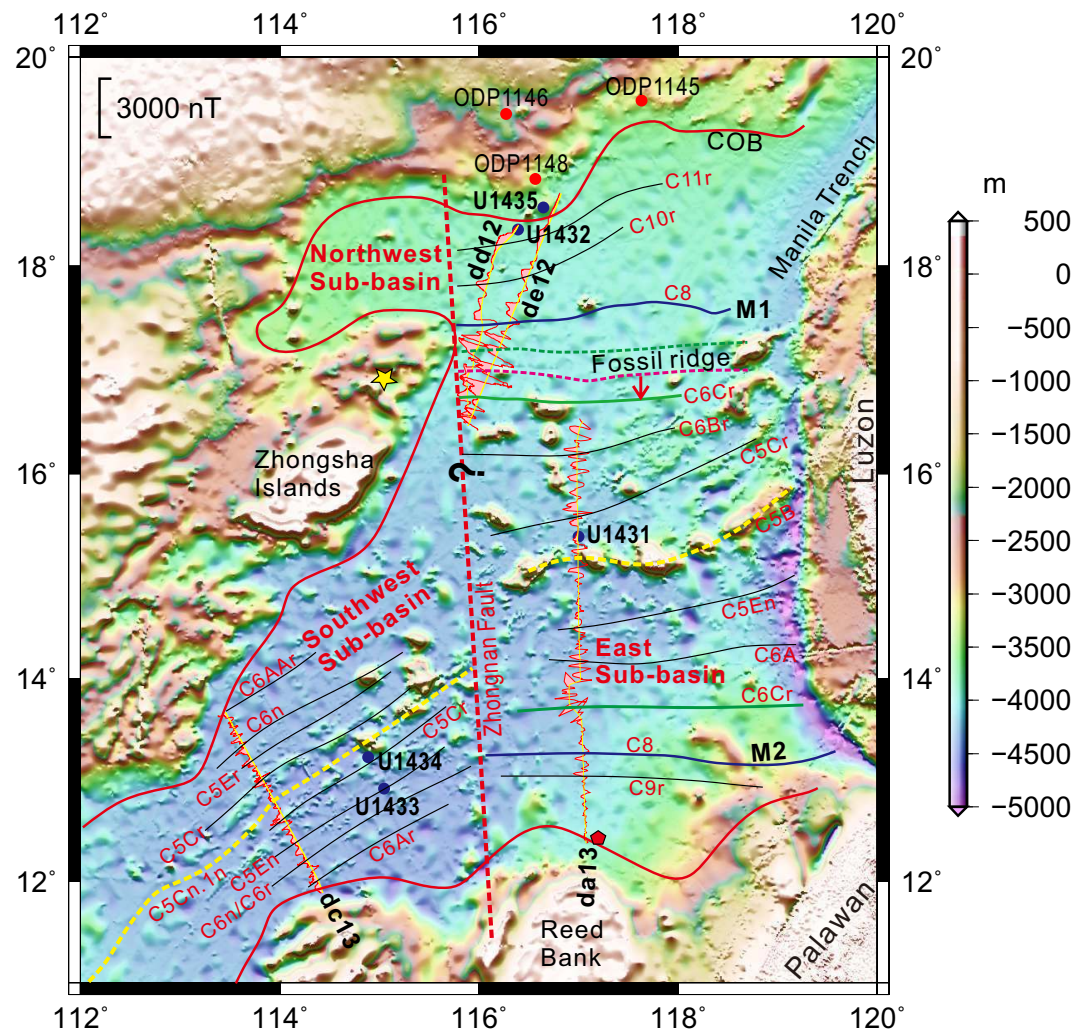 112˚
114˚
116˚
118˚
120˚
20˚
20˚
3000 nT
ODP1146
ODP1145
COB
Manila Trench
ODP1148
C11r
U1435
C10r
U1432
dd12
de12
18˚
18˚
Northwest
Sub-basin
C8
M1
Fossil ridge
C6Cr
C6Br
C5Cr
?
16˚
16˚
Zhongsha
Islands
Luzon
C5B
U1431
Southwest
Sub-basin
Zhongnan Fault
C5En
East
Sub-basin
C6A
14˚
14˚
C6AAr
C6n
C5Er
C5Cr
C5Cr
C6Cr
U1434
U1433
C8
M2
C9r
C5Cn.1n
C5En
C6n/C6r
C6Ar
dc13
da13
12˚
12˚
Reed
Bank
Palawan
112˚
114˚
116˚
118˚
120˚
m
500
0
−500
−1000
−1500
−2000
−2500
−3000
−3500
−4000
−4500
−5000